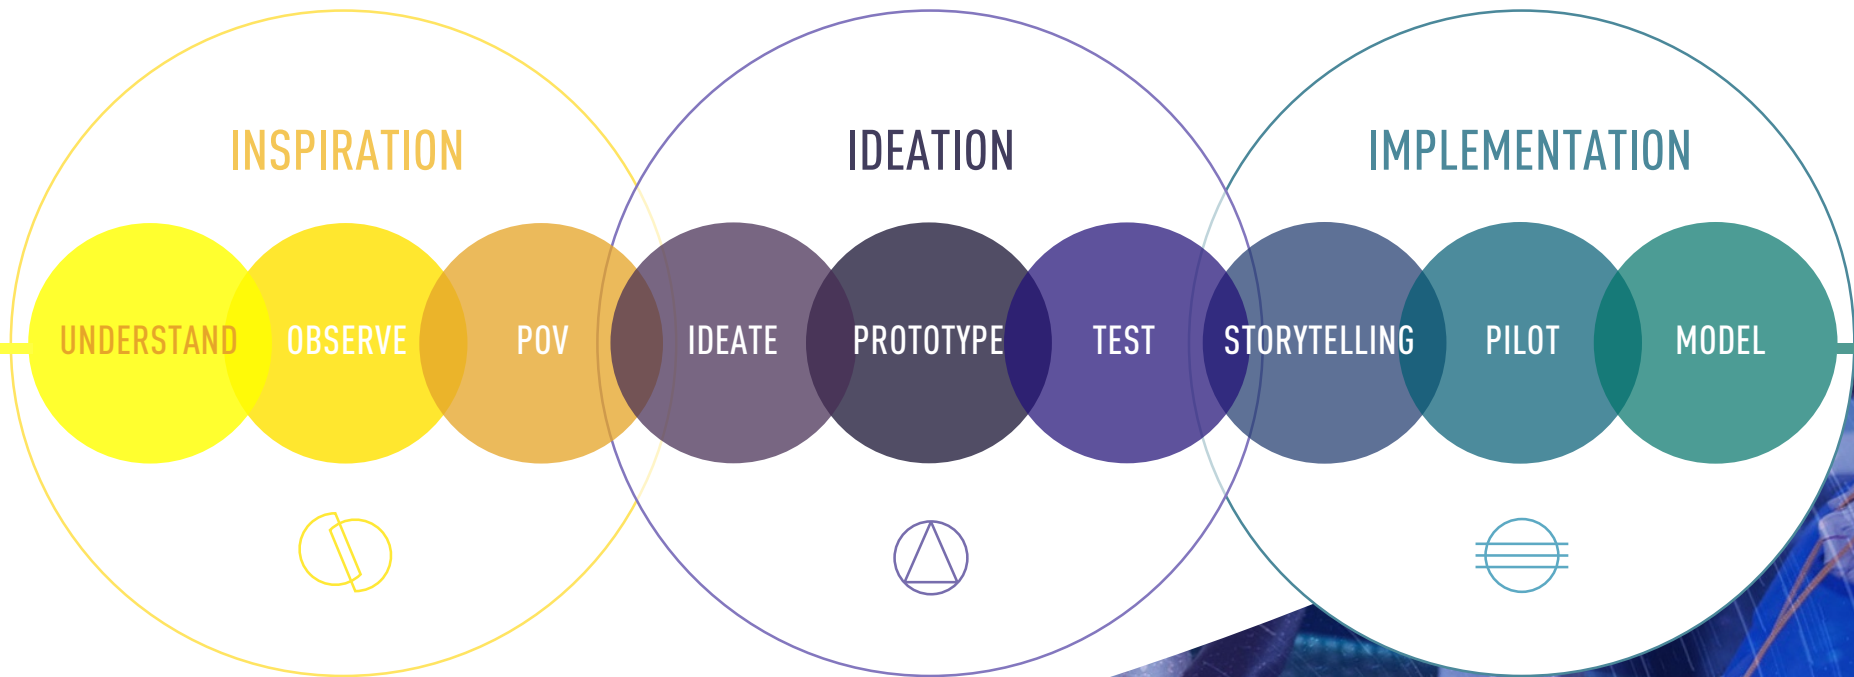 INSPIRATION
IDEATION
IMPLEMENTATION
UNDERSTAND
OBSERVE
POV
IDEATE
PROTOTYPE
TEST
STORYTELLING
PILOT
MODEL